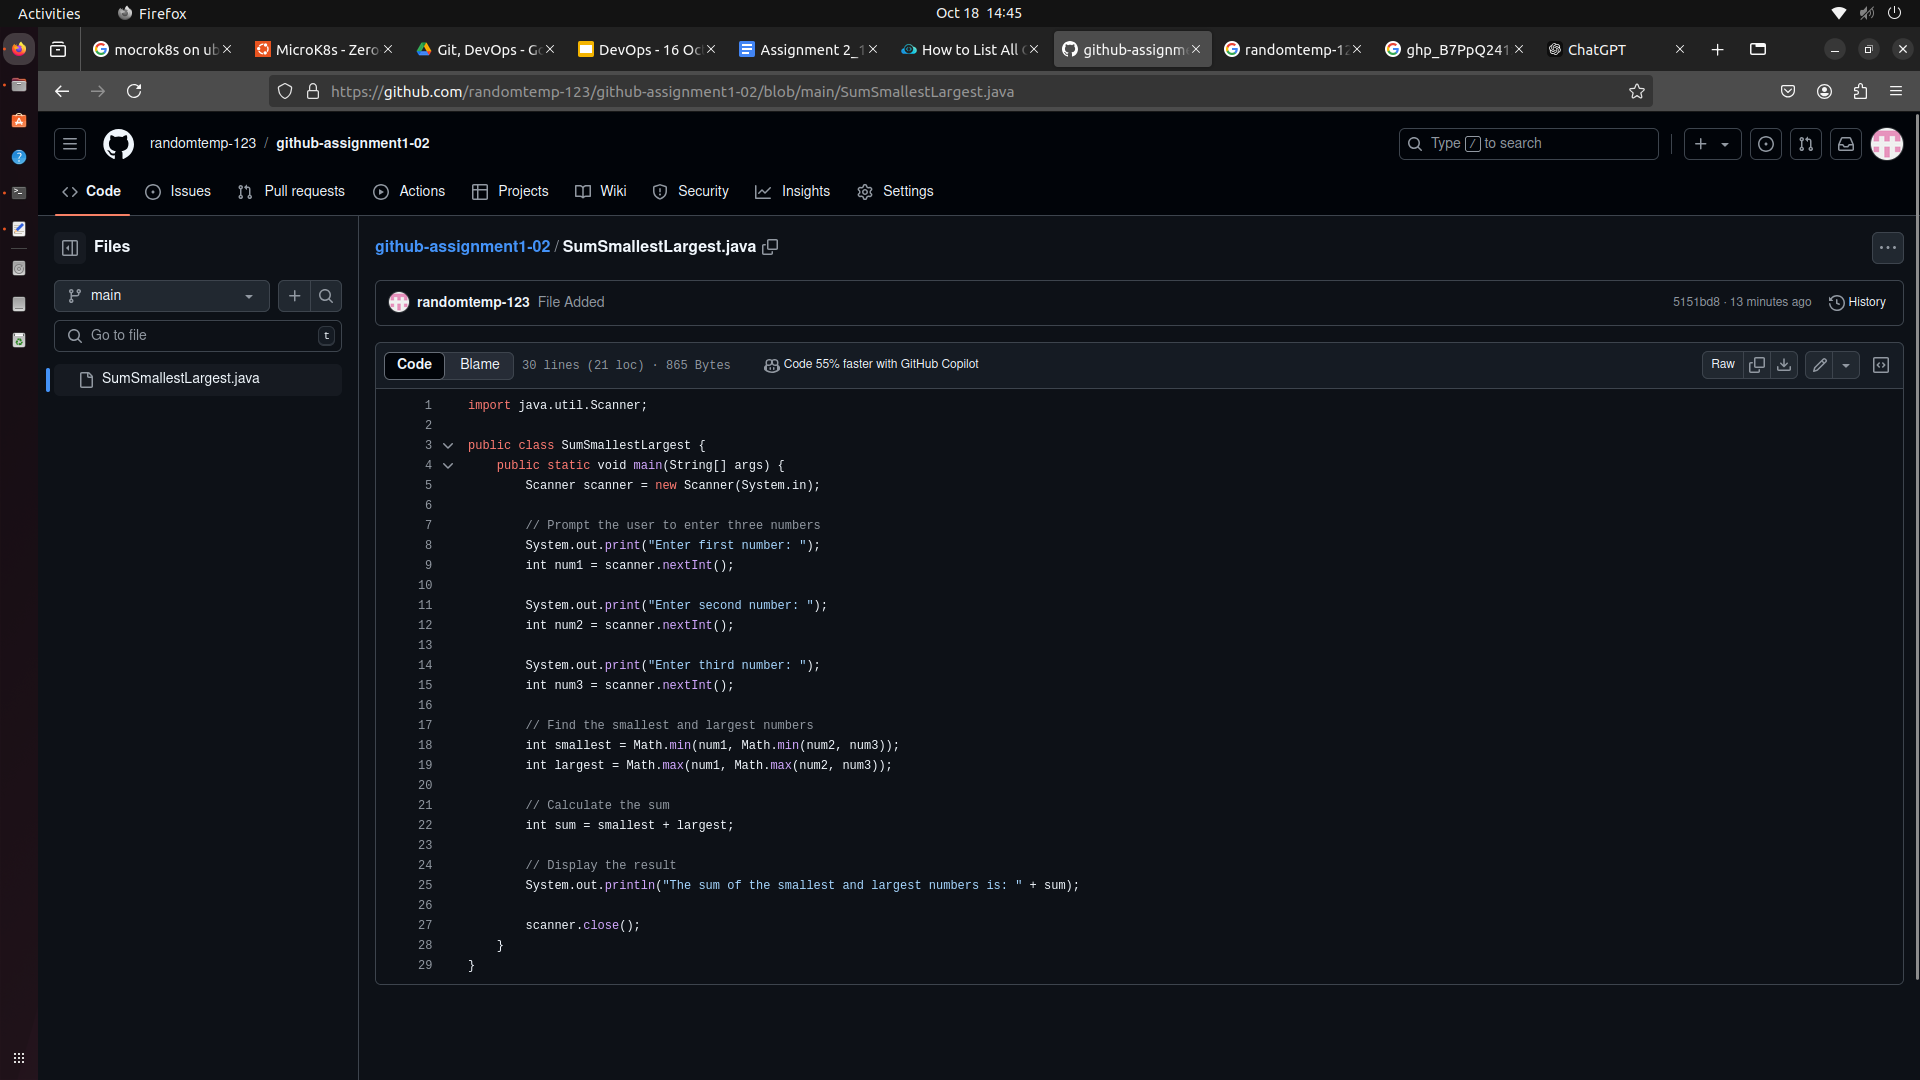 Activities Firefox Oct 18 14:45
mocrok8s on ub MicroK8s - Zero Git, DevOps - Go DevOps - 16 Oct Assignment 2_1 How to List All github-assignm randomtemp-12 ghp_B7PpQ241 ChatGPT
https://github.com/randomtemp-123/github-assignment1-02/blob/main/SumSmallestLargest.java
randomtemp-123 / github-assignment1-02 Type / to search
Code Issues Pull requests Actions Projects Wiki Security Insights Settings
Files
main
Go to file t
SumSmallestLargest.java
github-assignment1-02 / SumSmallestLargest.java
randomtemp-123 File Added 5151bd8 · 13 minutes ago History
Code Blame 30 lines (21 loc) · 865 Bytes Code 55% faster with GitHub Copilot Raw
1 import java.util.Scanner;
2
3 public class SumSmallestLargest {
4 public static void main(String[] args) {
5 Scanner scanner = new Scanner(System.in);
6
7 // Prompt the user to enter three numbers
8 System.out.print("Enter first number: ");
9 int num1 = scanner.nextInt();
10
11 System.out.print("Enter second number: ");
12 int num2 = scanner.nextInt();
13
14 System.out.print("Enter third number: ");
15 int num3 = scanner.nextInt();
16
17 // Find the smallest and largest numbers
18 int smallest = Math.min(num1, Math.min(num2, num3));
19 int largest = Math.max(num1, Math.max(num2, num3));
20
21 // Calculate the sum
22 int sum = smallest + largest;
23
24 // Display the result
25 System.out.println("The sum of the smallest and largest numbers is: " + sum);
26
27 scanner.close();
28 }
29 }